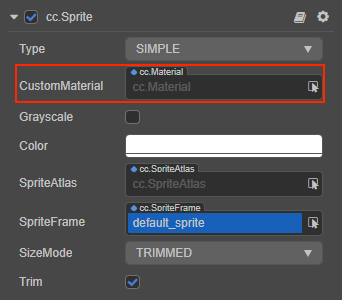 cc.Sprite
Type SIMPLE
cc.Material
CustomMaterial cc.Material
Grayscale
Color
cc.SpriteAtlas
SpriteAtlas cc.SpriteAtlas
cc.SpriteFrame
SpriteFrame default_sprite
SizeMode TRIMMED
Trim